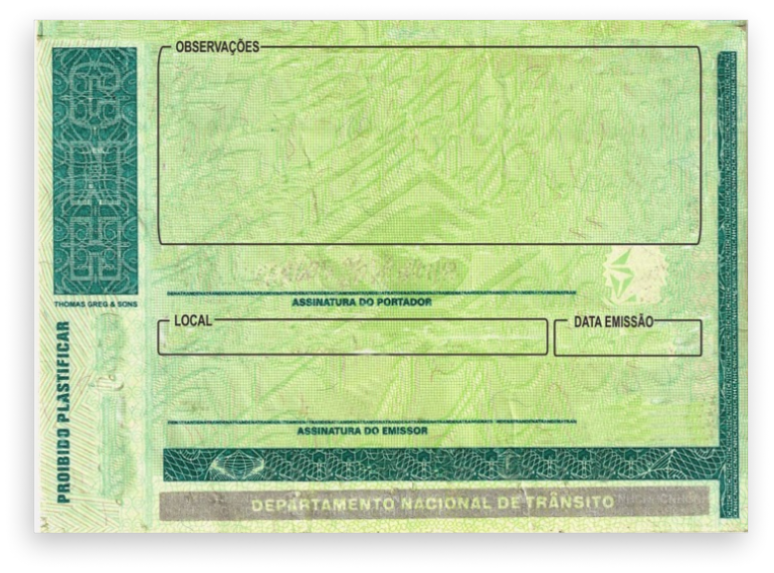 OBSERVAÇÕES
ASSINATURA DO PORTADOR
THOMAS GREG & SONS
LOCAL
DATA EMISSÃO
PROIBIDO PLASTIFICAR
ASSINATURA DO EMISSOR
DEPARTAMENTO NACIONAL DE TRÂNSITO